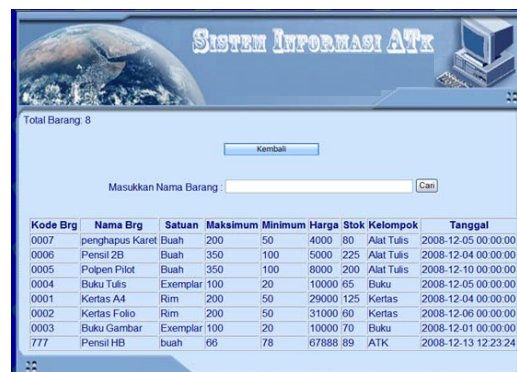 Sistem Informasi ATk
Total Barang: 8
Kembali
Masukkan Nama Barang : Cari
Kode Brg Nama Brg Satuan Maksimum Minimum Harga Stok Kelompok Tanggal
0007 penghapus Karet Buah 200 50 4000 80 Alat Tulis 2008-12-05 00:00:00
0006 Pensil 2B Buah 350 100 5000 225 Alat Tulis 2008-12-04 00:00:00
0005 Polpen Pilot Buah 350 100 8000 200 Alat Tulis 2008-12-10 00:00:00
0004 Buku Tulis Exemplar 100 20 10000 65 Buku 2008-12-05 00:00:00
0001 Kertas A4 Rim 200 50 29000 125 Kertas 2008-12-04 00:00:00
0002 Kertas Folio Rim 200 50 31000 60 Kertas 2008-12-06 00:00:00
0003 Buku Gambar Exemplar 100 20 10000 70 Buku 2008-12-01 00:00:00
777 Pensil HB buah 66 78 67888 89 ATK 2008-12-13 12:23:24